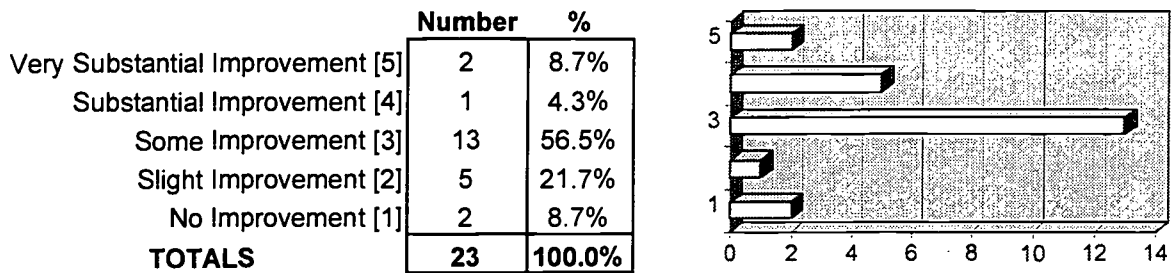 Number %
Very Substantial Improvement [5] 2 8.7%
Substantial Improvement [4] 1 4.3%
Some Improvement [3] 13 56.5%
Slight Improvement [2] 5 21.7%
No Improvement [1] 2 8.7%
TOTALS 23 100.0%
5
3
1
0 2 4 6 8 10 12 14